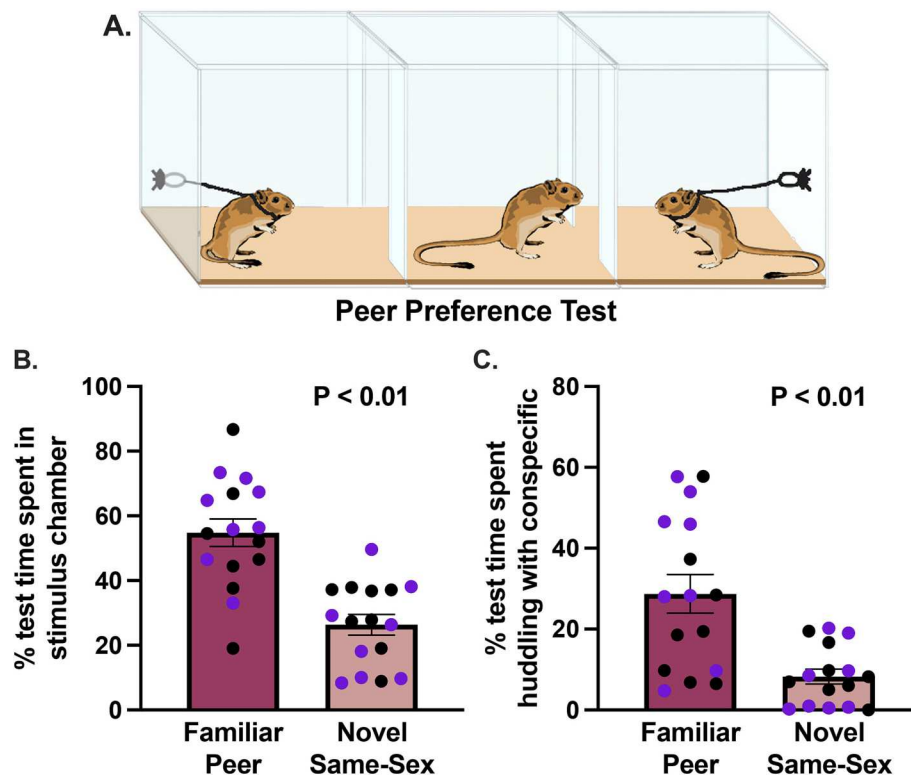 A.
Peer Preference Test
B.
% test time spent in
stimulus chamber
100
80
60
40
20
0
P < 0.01
Familiar
Peer
Novel
Same-Sex
C.
% test time spent
huddling with conspecific
80
60
40
20
0
P < 0.01
Familiar
Peer
Novel
Same-Sex